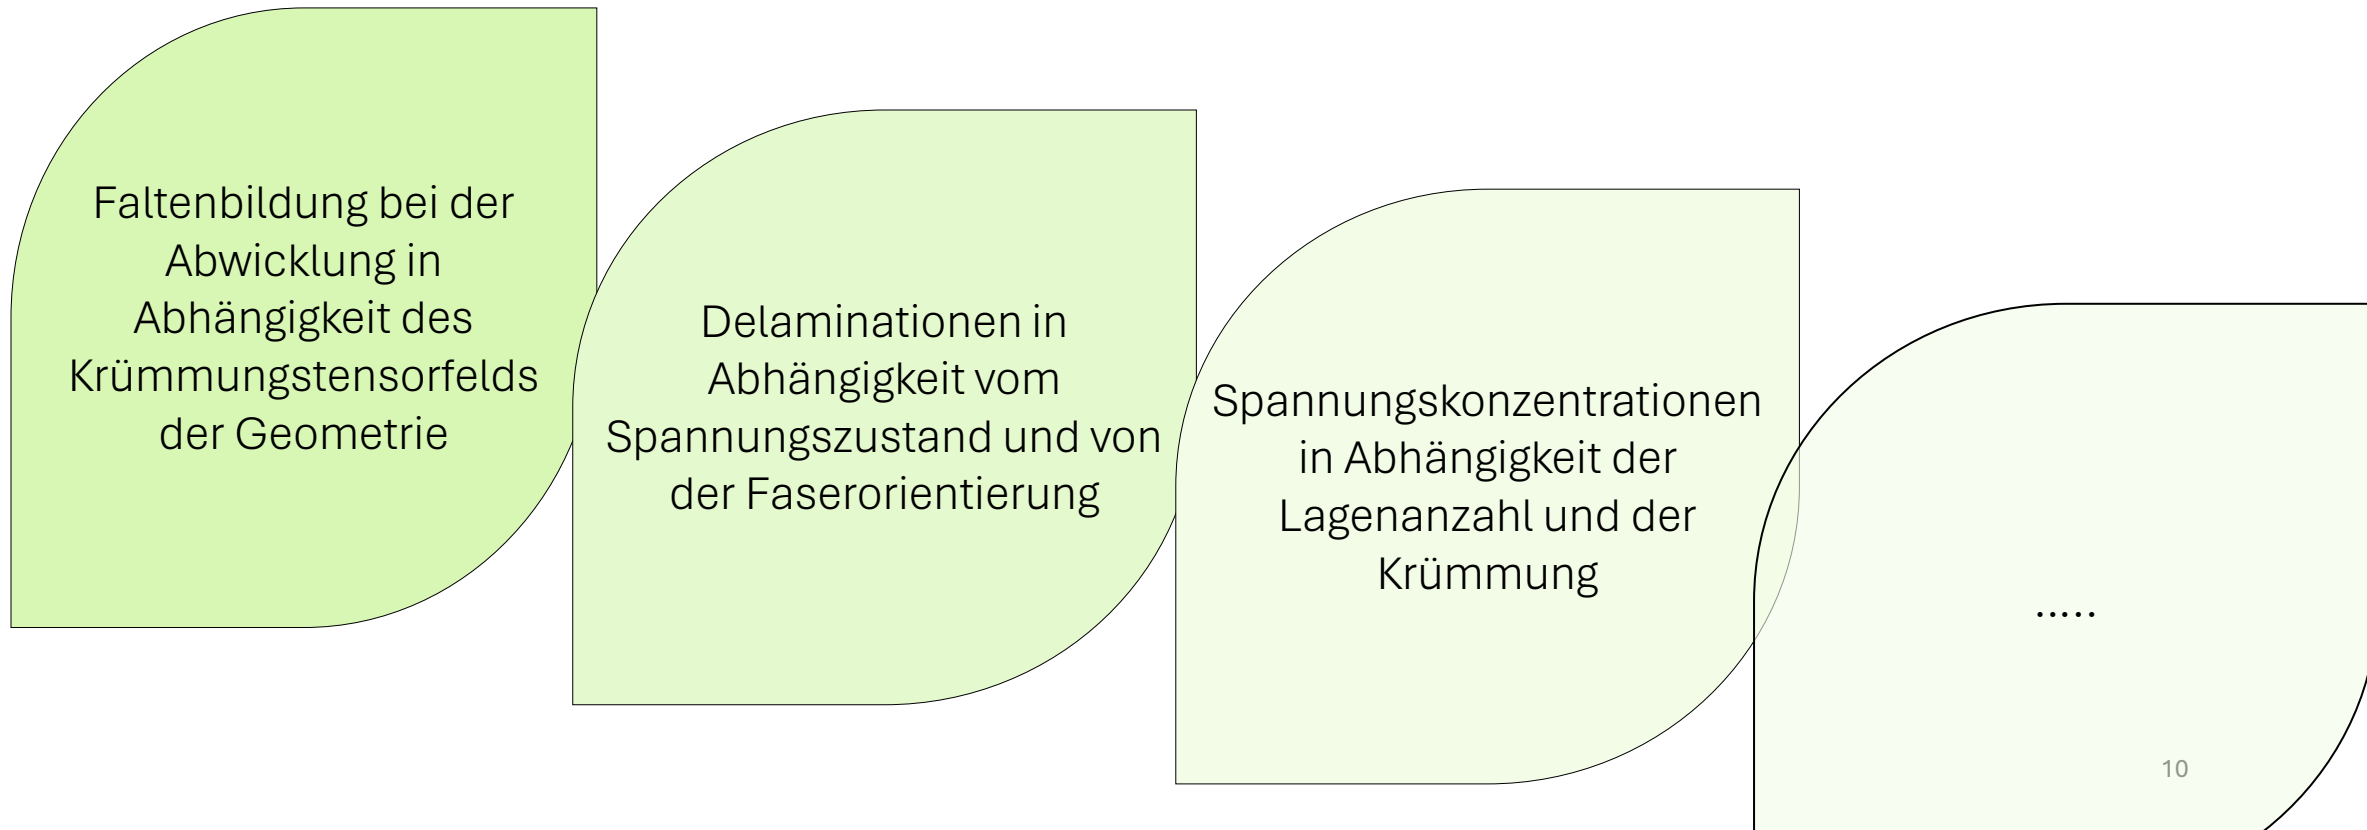 Faltenbildung bei der
Abwicklung in
Abhängigkeit des
Krümmungstensorfelds
der Geometrie
Delaminationen in
Abhängigkeit vom
Spannungszustand und von
der Faserorientierung
Spannungskonzentrationen
in Abhängigkeit der
Lagenanzahl und der
Krümmung
.....
10